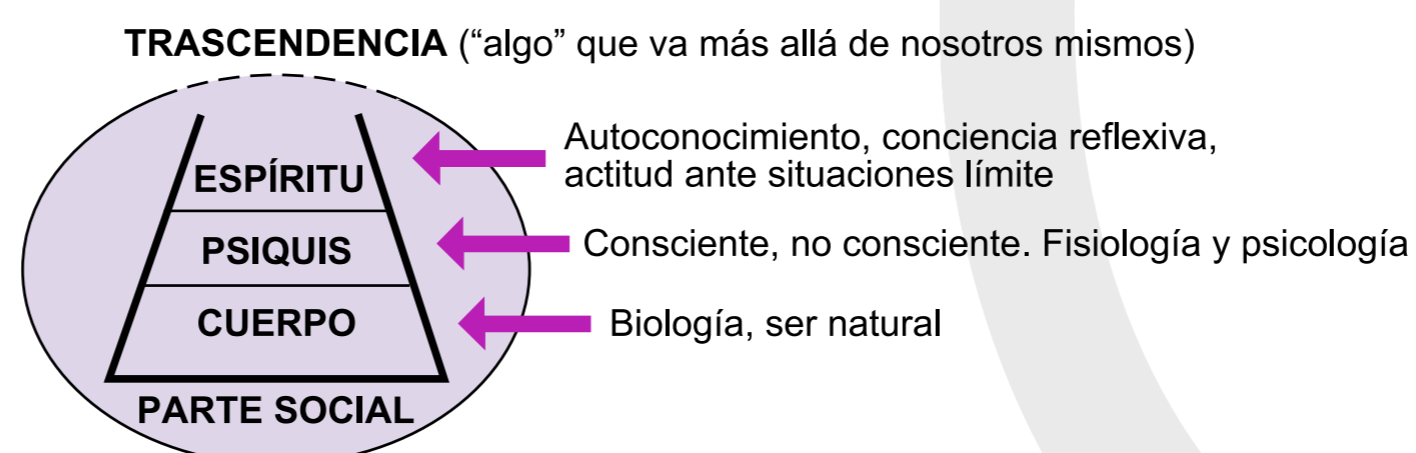 TRASCENDENCIA (“algo” que va más allá de nosotros mismos)
Autoconocimiento, conciencia reflexiva,
actitud ante situaciones límite
ESPÍRITU
PSIQUIS
Consciente, no consciente. Fisiología y psicología
CUERPO
Biología, ser natural
PARTE SOCIAL